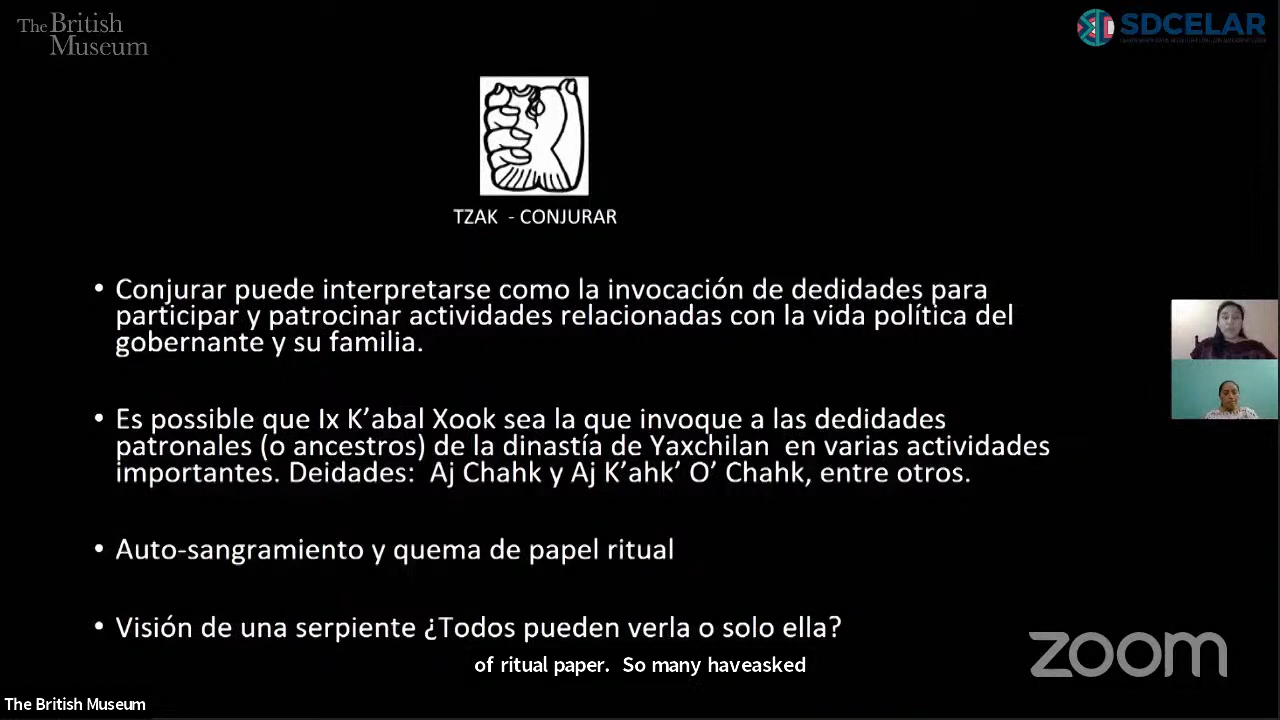 The British
Museum
SDCELAR
TZAK - CONJURAR
• Conjurar puede interpretarse como la invocación de dedidades para
participar y patrocinar actividades relacionadas con la vida política del
gobernante y su familia.
• Es posible que Ix K’abal Xook sea la que invoque a las dedidades
patronales (o ancestros) de la dinastía de Yaxchilan en varias actividades
importantes. Deidades: Aj Chahk y Aj K’ahk’ O’ Chahk, entre otros.
• Auto-sangramiento y quema de papel ritual
• Visión de una serpiente ¿Todos pueden verla o solo ella?
of ritual paper. So many haveasked
zoom
The British Museum